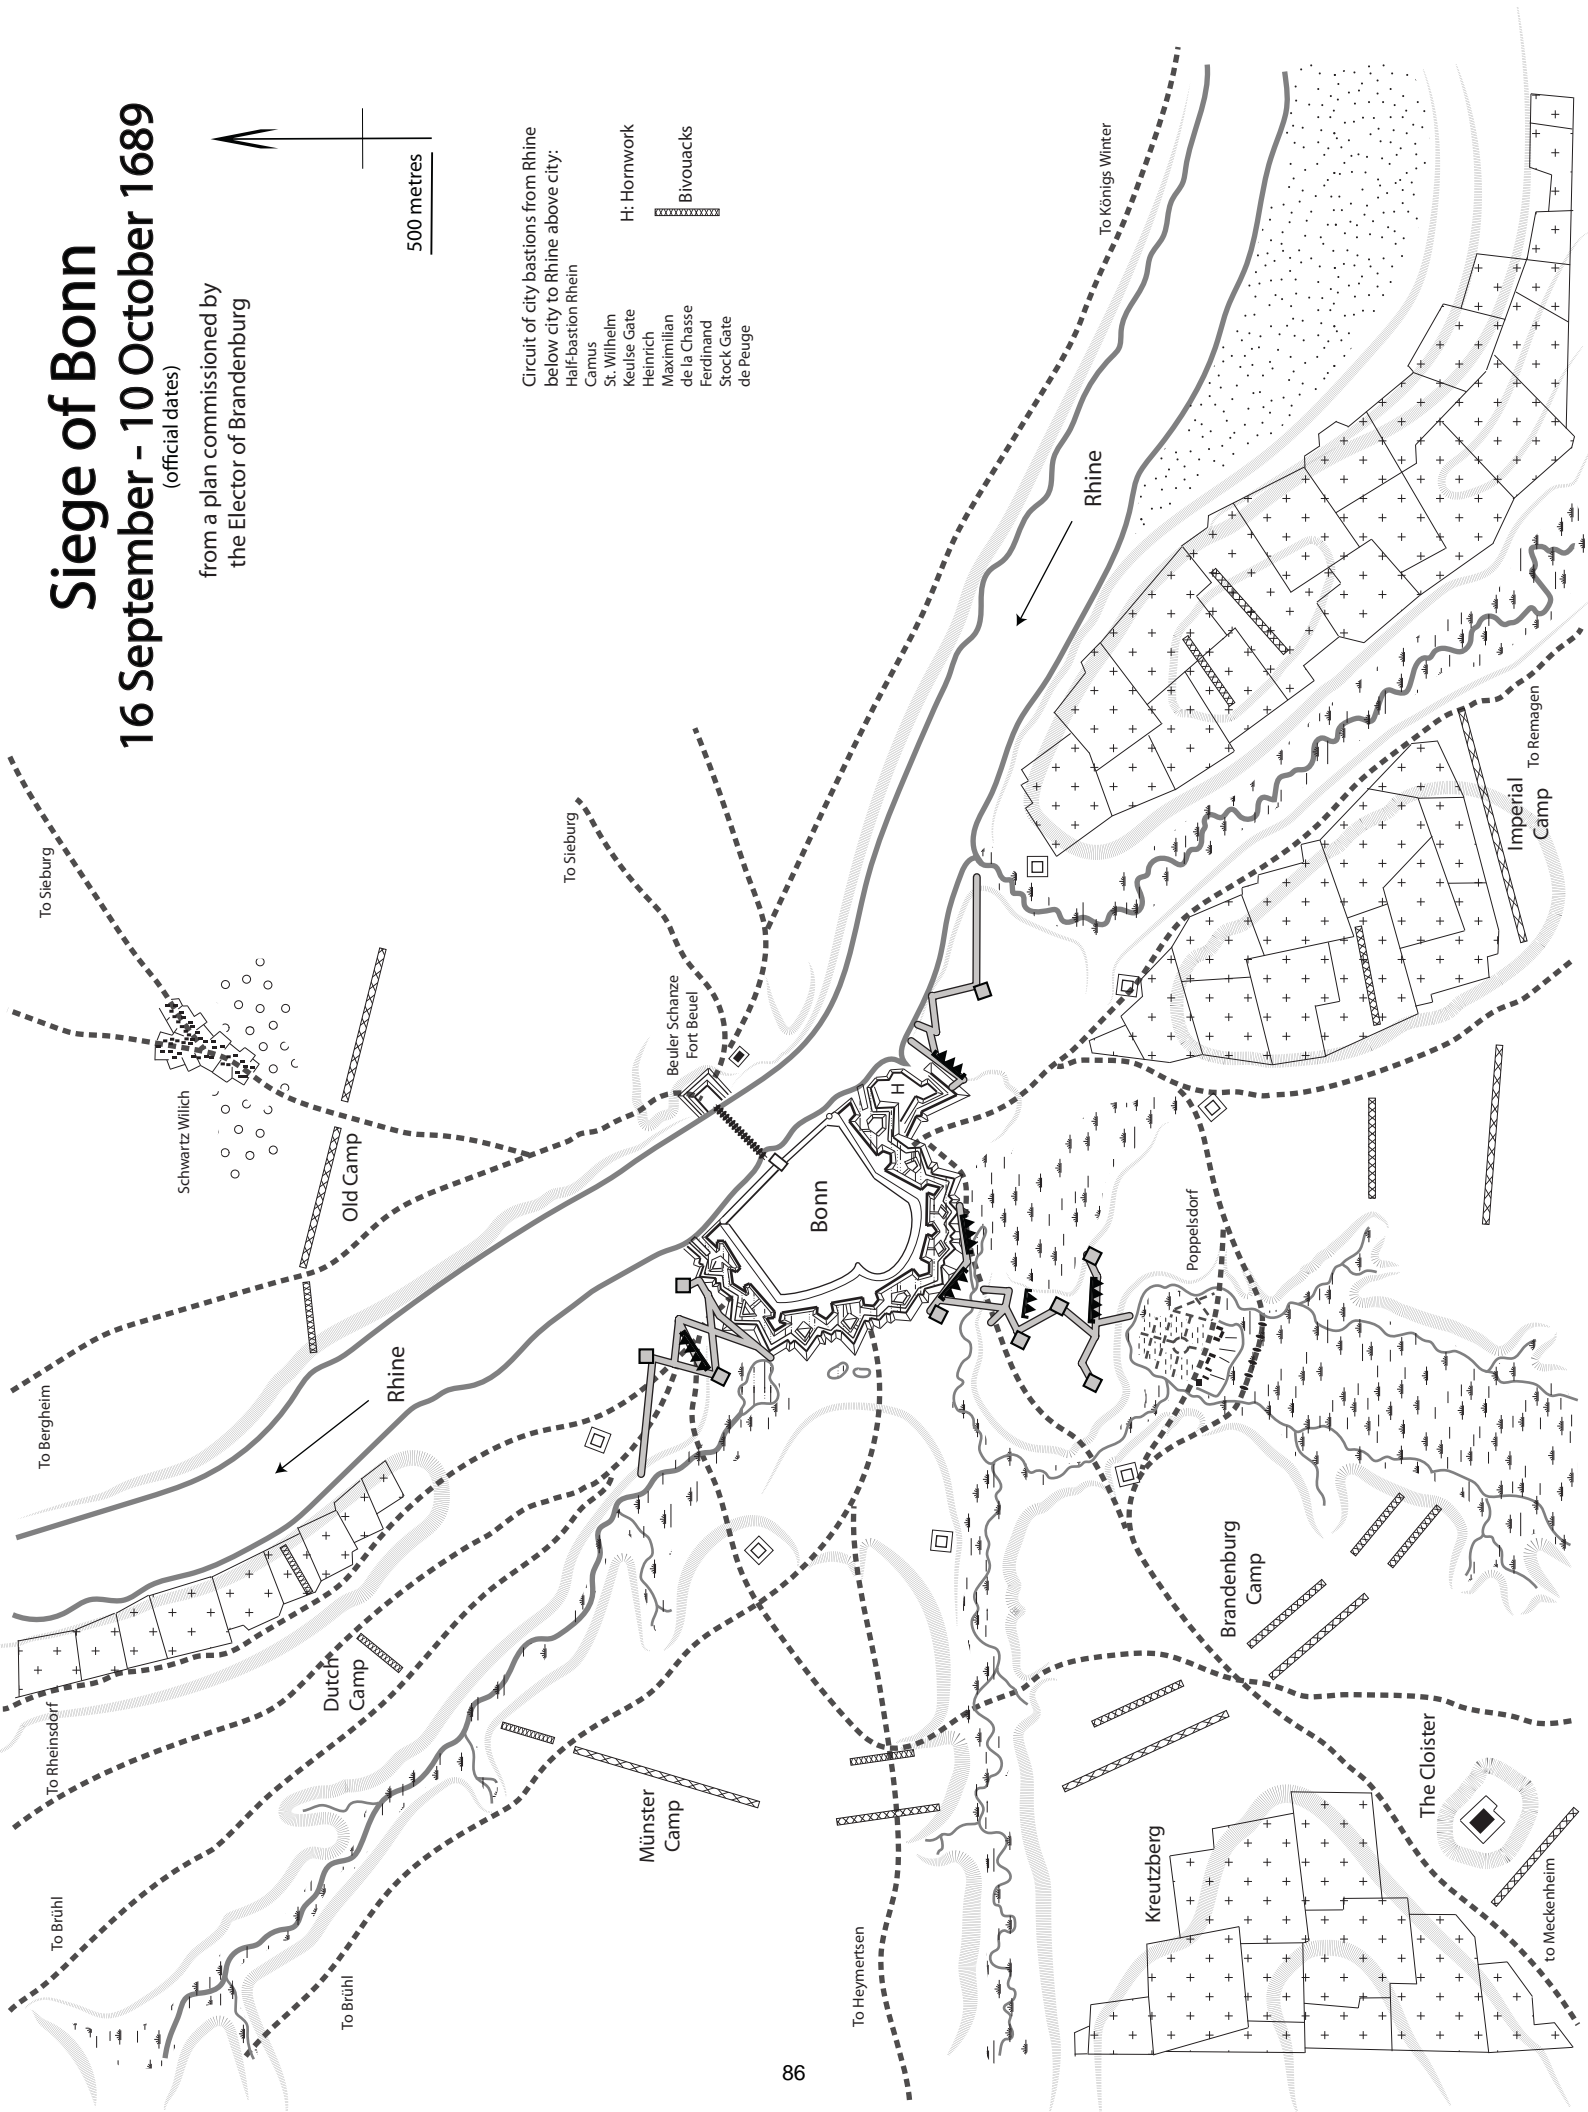 Siege of Bonn
16 September - 10 October 1689
(official dates)
from a plan commissioned by
the Elector of Brandenburg
500 metres
Circuit of city bastions from Rhine
below city to Rhine above city:
Half-bastion Rhein
Camus
St. Wilhelm
Keulse Gate
Heinrich
Maximilian
de la Chasse
Ferdinand
Stock Gate
de Peuge
H: Hornwork
Bivouacks
To Sieburg
To Sieburg
To Königs Winter
Schwartz Wilich
Old Camp
Beuler Schanze
Fort Beuel
To Bergheim
Rhine
Rhine
Bonn
H
To Rheinsdorf
Dutch
Camp
To Brühl
To Brühl
Münster
Camp
To Heymertsen
Poppelsdorf
Brandenburg
Camp
Kreutzberg
The Cloister
to Meckenheim
Imperial
Camp
To Remagen
86